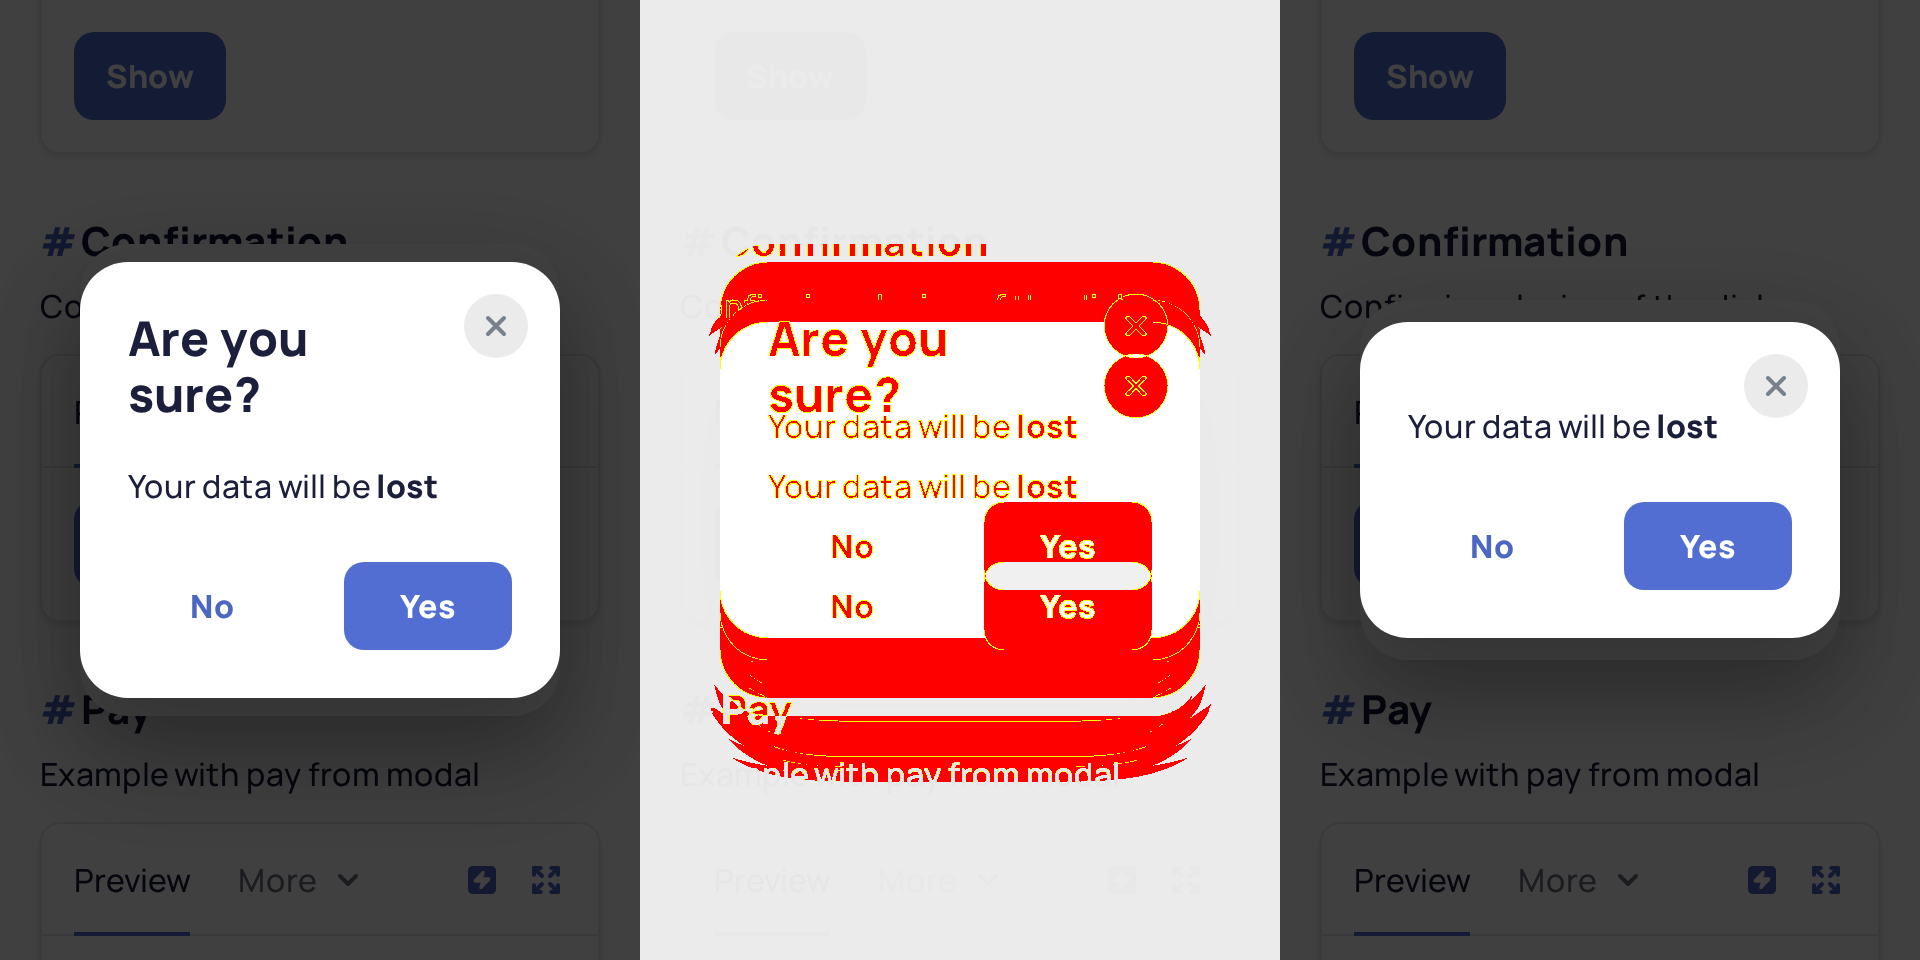 Show
#Confirmation
Co
Are you
sure?
Your data will be lost
No Yes
#Pay
Example with pay from modal
Preview More
Show
#Confirmation
Are you
sure?
Your data will be lost
Your data will be lost
No Yes
No Yes
#Pay
Example with pay from modal
Preview More
Show
#Confirmation
Your data will be lost
No Yes
#Pay
Example with pay from modal
Preview More